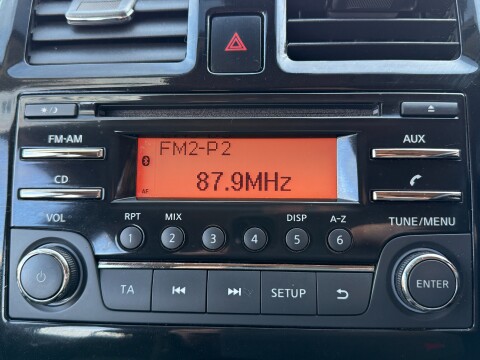 FM-AM
FM2-P2
AUX
CD
87.9MHz
AF
VOL
RPT MIX DISP A-Z
TUNE/MENU
1 2 3 4 5 6
TA
SETUP
ENTER